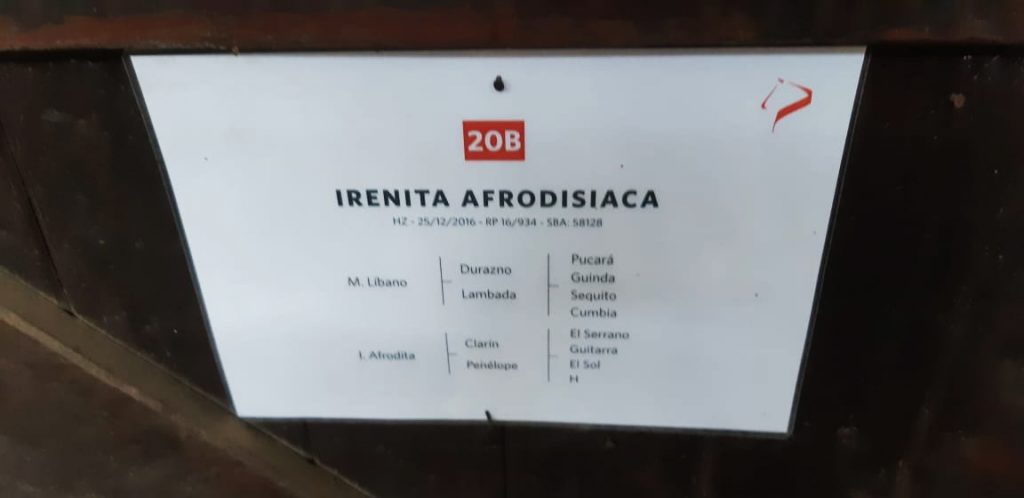 20B
IRENITA AFRODISIACA
HZ - 25/12/2016 - RP 16/934 - SBA: 58128
M. Líbano
Durazno
Lambada
Pucará
Guinda
Sequito
Cumbia
I. Afrodita
Clarín
Penélope
El Serrano
Guitarra
El Sol
H